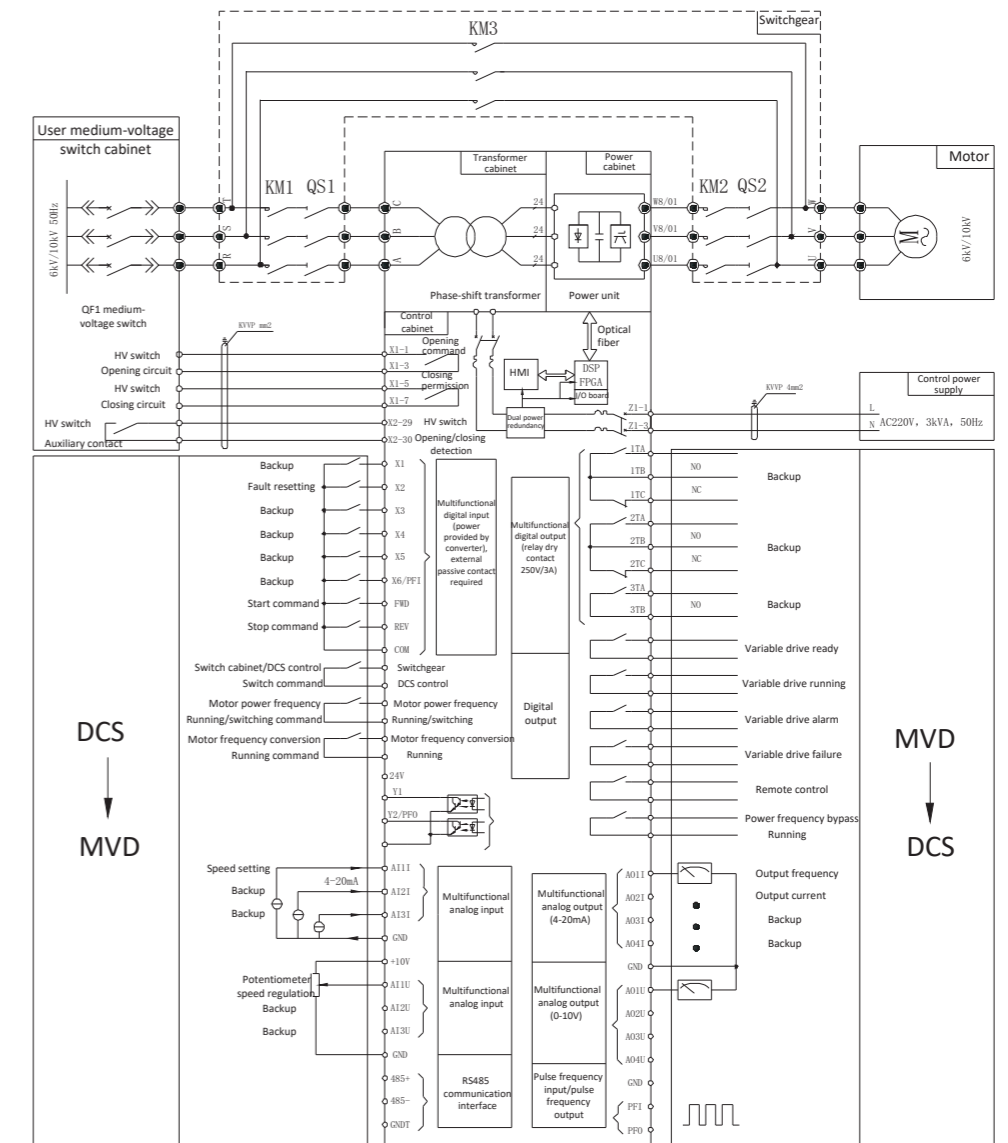 KM3
Switchgear
User medium-voltage
switch cabinet
Transformer
cabinet
Power
cabinet
Motor
KM1 QS1
KM2 QS2
6kV/10kV 50Hz
T
S
R
C
B
A
24
24
24
W8/01
V8/01
U8/01
W
V
U
M
6kV/10kV
QF1 medium-
voltage switch
Phase-shift transformer
Power unit
KVVP mm2
Control
cabinet
HV switch
Opening circuit
HV switch
Closing circuit
HV switch
Auxiliary contact
X1-1
X1-3
X1-5
X1-7
X2-29
X2-30
Opening
command
Closing
permission
HV switch
Opening/closing
detection
Optical
fiber
HMI
DSP
FPGA
I/O board
Dual power
redundancy
Z1-1
Z1-3
KVVP 4mm2
Control power
supply
L
N
AC220V, 3kVA, 50Hz
DCS
MVD
Backup
X1
Fault resetting
X2
Backup
X3
Backup
X4
Backup
X5
Backup
X6/PFI
Start command
FWD
Stop command
REV
COM
Multifunctional
digital input
(power
provided by
converter),
external
passive contact
required
Multifunctional
digital output
(relay dry
contact
250V/3A)
1TA
1TB
1TC
NO
NC
Backup
2TA
2TB
2TC
NO
NC
Backup
3TA
3TB
NO
Backup
Switch cabinet/DCS control
Switch command
Switchgear
DCS control
Motor power frequency
Running/switching command
Motor power frequency
Running/switching
Motor frequency conversion
Running command
Motor frequency conversion
Running
Digital
output
Variable drive ready
Variable drive running
Variable drive alarm
Variable drive failure
Remote control
Power frequency bypass
Running
24V
Y1
Y2/PFO
MVD
DCS
Speed setting
Backup
Backup
4-20mA
AI1I
AI2I
AI3I
GND
Multifunctional
analog input
Multifunctional
analog output
(4-20mA)
AO1I
AO2I
AO3I
AO4I
GND
Output frequency
Output current
Backup
Backup
+10V
Potentiometer
speed regulation
Backup
Backup
AI1U
AI2U
AI3U
GND
Multifunctional
analog input
Multifunctional
analog output
(0-10V)
AO1U
AO2U
AO3U
AO4U
GND
485+
485-
GNDT
RS485
communication
interface
Pulse frequency
input/pulse
frequency
output
PFI
PFO